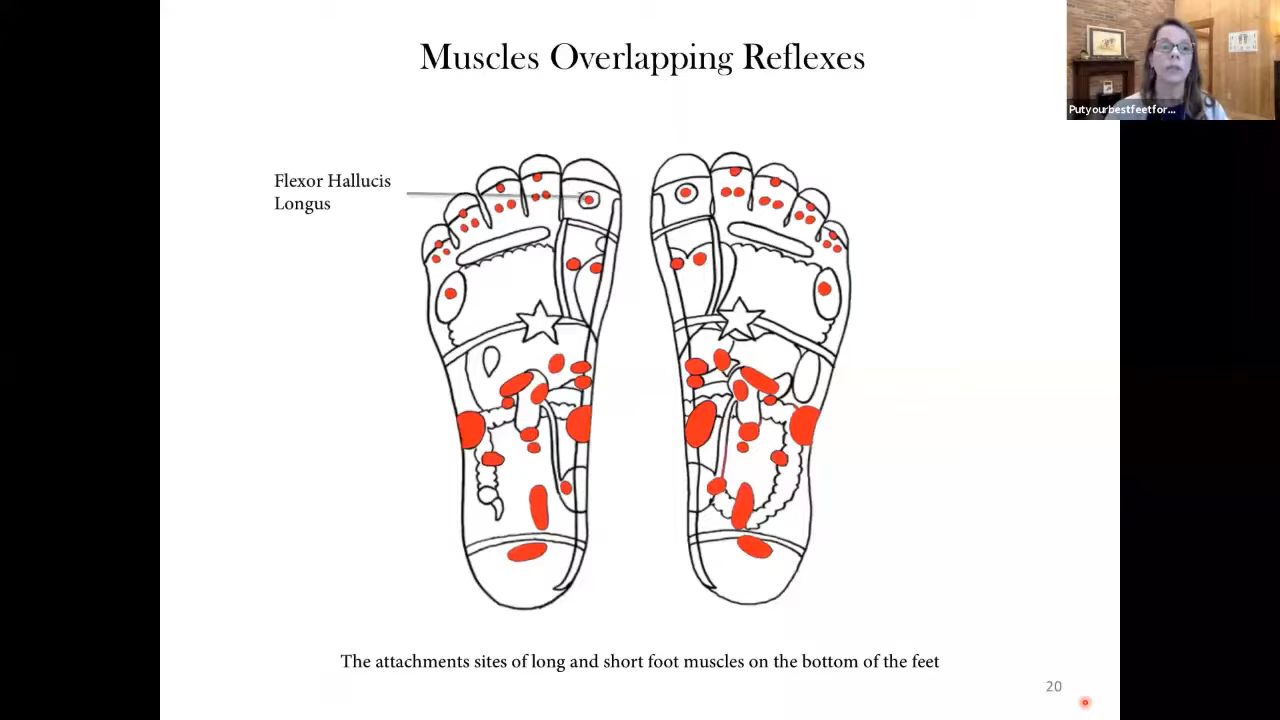 Muscles Overlapping Reflexes
Putyourbestfeetfor...
Flexor Hallucis
Longus
The attachments sites of long and short foot muscles on the bottom of the feet
20